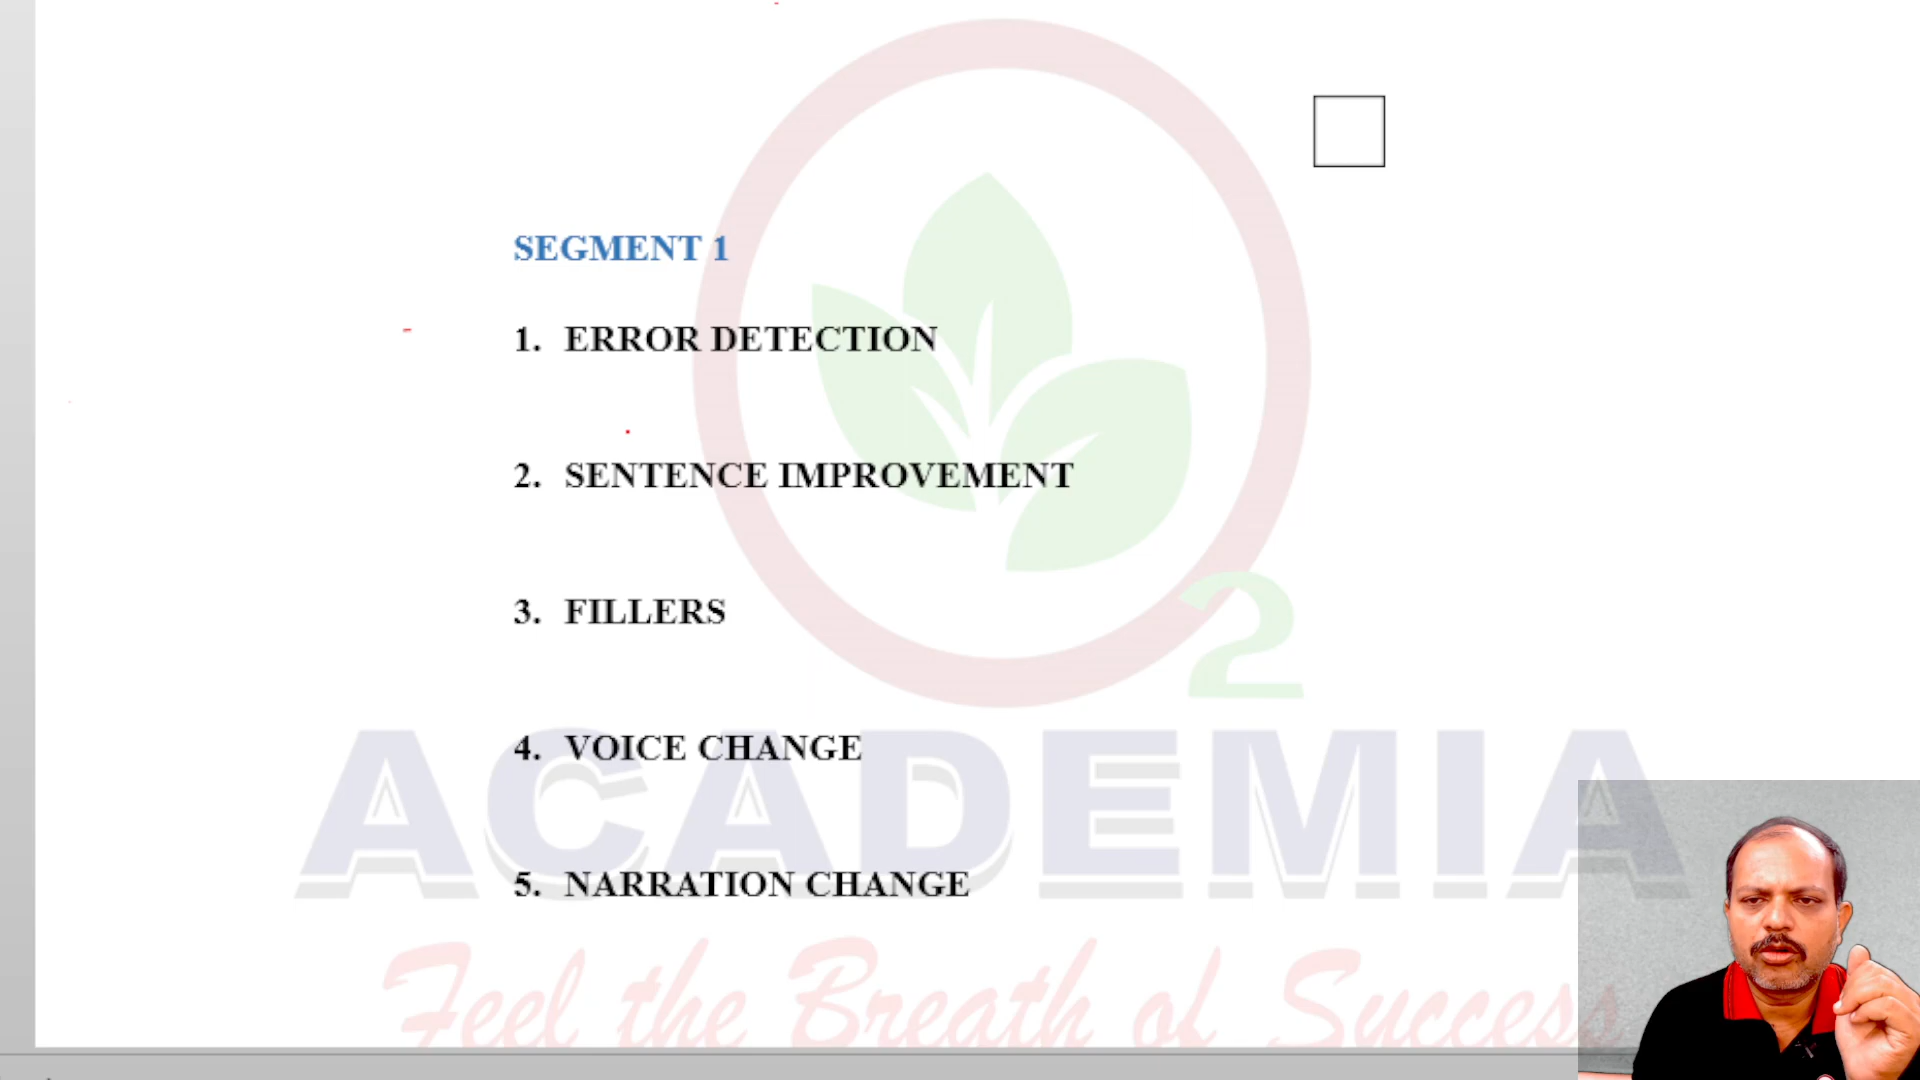 SEGMENT 1
1. ERROR DETECTION
2. SENTENCE IMPROVEMENT
3. FILLERS
2
4. VOICE CHANGE
ACADEMIA
5. NARRATION CHANGE
Feel the Breath of Success